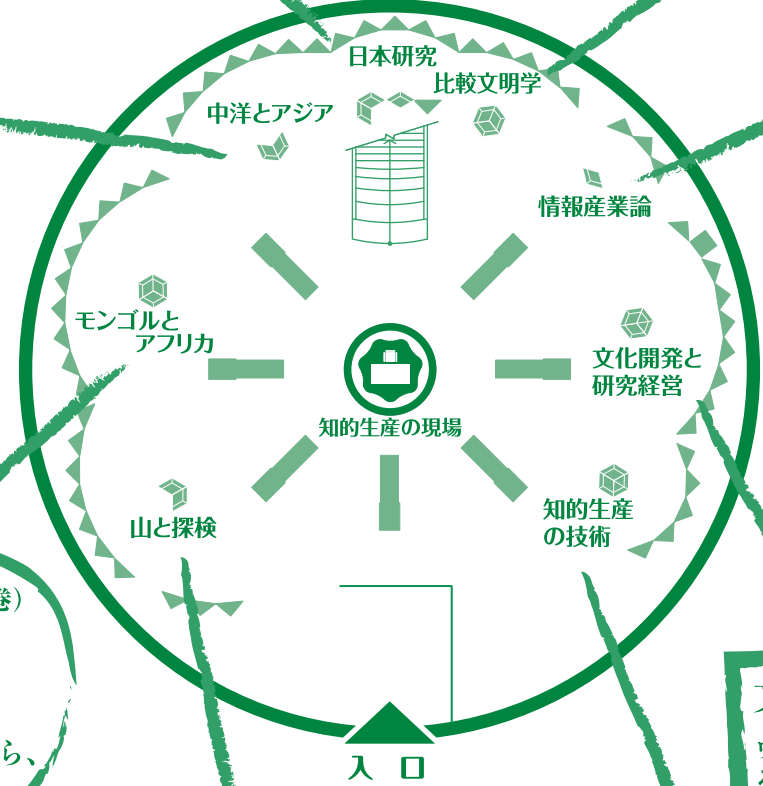 日本研究
比較文明学
中洋とアジア
情報産業論
モンゴルと
アフリカ
文化開発と
研究経営
知的生産の現場
知的生産
の技術
山と探検
巻）
ら、
入口